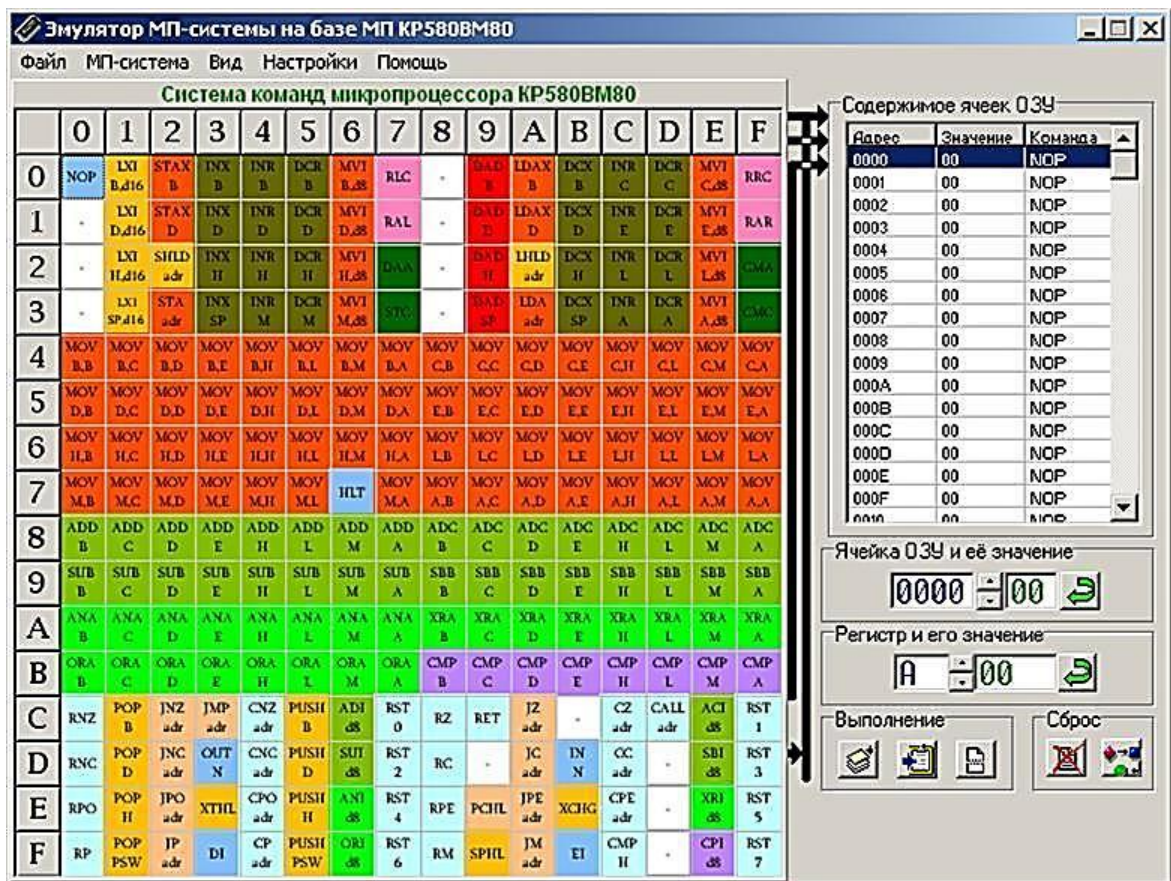 Эмулятор МП-системы на базе МП КР580ВМ80
Файл МП-система Вид Настройки Помощь
Система команд микропроцессора КР580ВМ80
0 1 2 3 4 5 6 7 8 9 A B C D E F
0 NOP LXI B,d16 STAX B INX B INR B DCR B MVI B,d8 RLC - DAD B LDAX B DCX B INR C DCR C MVI C,d8 RRC
1 - LXI D,d16 STAX D INX D INR D DCR D MVI D,d8 RAL - DAD D LDAX D DCX D INR E DCR E MVI E,d8 RAR
2 - LXI H,d16 SHLD adr INX H INR H DCR H MVI H,d8 DAA - DAD H LHLD adr DCX H INR L DCR L MVI L,d8 CMA
3 - LXI SP,d16 STA adr INX SP INR M DCR M MVI M,d8 STC - DAD SP LDA adr DCX SP INR A DCR A MVI A,d8 CMC
4 MOV B,B MOV B,C MOV B,D MOV B,E MOV B,H MOV B,L MOV B,M MOV B,A MOV C,B MOV C,C MOV C,D MOV C,E MOV C,H MOV C,L MOV C,M MOV C,A
5 MOV D,B MOV D,C MOV D,D MOV D,E MOV D,H MOV D,L MOV D,M MOV D,A MOV E,B MOV E,C MOV E,D MOV E,E MOV E,H MOV E,L MOV E,M MOV E,A
6 MOV H,B MOV H,C MOV H,D MOV H,E MOV H,H MOV H,L MOV H,M MOV H,A MOV L,B MOV L,C MOV L,D MOV L,E MOV L,H MOV L,L MOV L,M MOV L,A
7 MOV M,B MOV M,C MOV M,D MOV M,E MOV M,H MOV M,L HLT MOV M,A MOV A,B MOV A,C MOV A,D MOV A,E MOV A,H MOV A,L MOV A,M MOV A,A
8 ADD B ADD C ADD D ADD E ADD H ADD L ADD M ADD A ADC B ADC C ADC D ADC E ADC H ADC L ADC M ADC A
9 SUB B SUB C SUB D SUB E SUB H SUB L SUB M SUB A SBB B SBB C SBB D SBB E SBB H SBB L SBB M SBB A
A ANA B ANA C ANA D ANA E ANA H ANA L ANA M ANA A XRA B XRA C XRA D XRA E XRA H XRA L XRA M XRA A
B ORA B ORA C ORA D ORA E ORA H ORA L ORA M ORA A CMP B CMP C CMP D CMP E CMP H CMP L CMP M CMP A
C RNZ POP B JNZ adr JMP adr CNZ adr PUSH B ADI d8 RST 0 RZ RET JZ adr - CZ adr CALL adr ACI d8 RST 1
D RNC POP D JNC adr OUT N CNC adr PUSH D SUI d8 RST 2 RC - JC adr IN N CC adr - SBI d8 RST 3
E RPO POP H JPO adr XTHL CPO adr PUSH H ANI d8 RST 4 RPE PCHL JPE adr XCHG CPE adr - XRI d8 RST 5
F RP POP PSW JP adr DI CP adr PUSH PSW ORI d8 RST 6 RM SPHL JM adr EI CMP H - CPI d8 RST 7
Содержимое ячеек ОЗУ
Адрес Значение Команда
0000 00 NOP
0001 00 NOP
0002 00 NOP
0003 00 NOP
0004 00 NOP
0005 00 NOP
0006 00 NOP
0007 00 NOP
0008 00 NOP
0009 00 NOP
000A 00 NOP
000B 00 NOP
000C 00 NOP
000D 00 NOP
000E 00 NOP
000F 00 NOP
0010 00 NOP
Ячейка ОЗУ и её значение
0000 00
Регистр и его значение
A 00
Выполнение Сброс